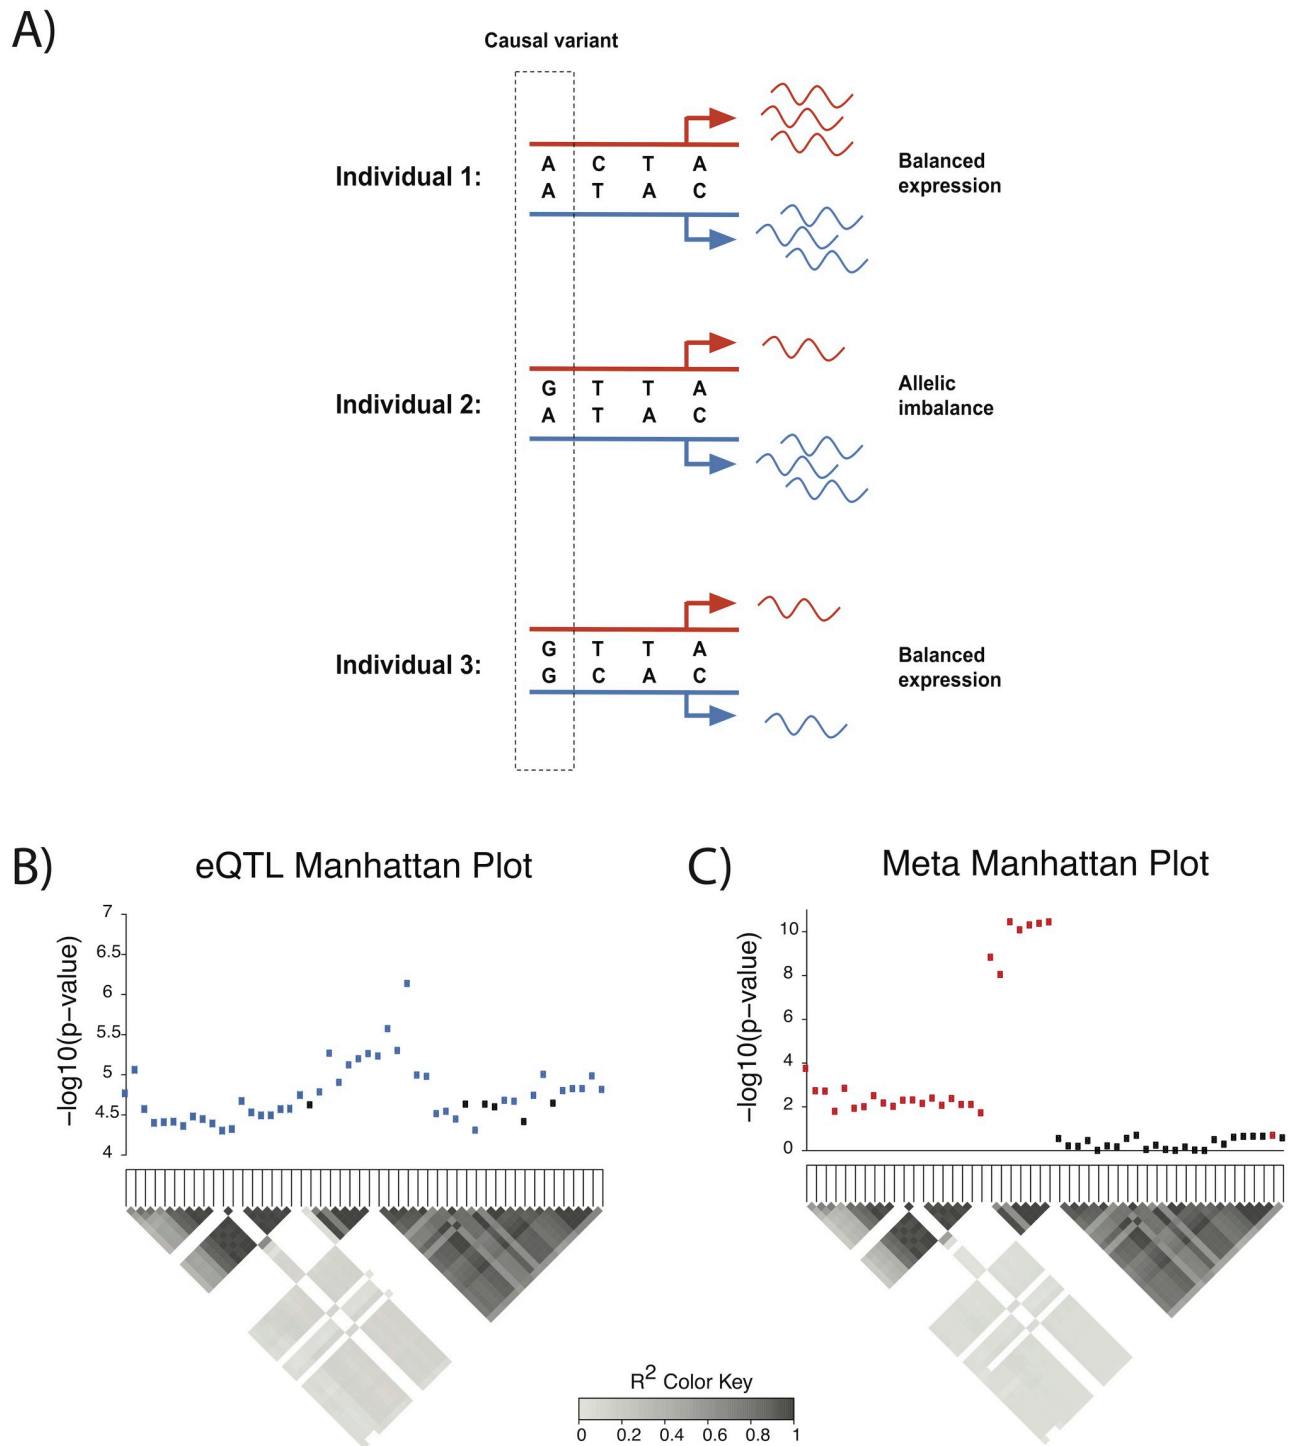 A)
Causal variant
Individual 1:
A C T A
A T A C
Balanced
expression
Individual 2:
G T T A
A T A C
Allelic
imbalance
Individual 3:
G T T A
G C A C
Balanced
expression
B)
eQTL Manhattan Plot
−log10(p−value)
7
6.5
6
5.5
5
4.5
4
C)
Meta Manhattan Plot
−log10(p−value)
10
8
6
4
2
0
R2 Color Key
0 0.2 0.4 0.6 0.8 1